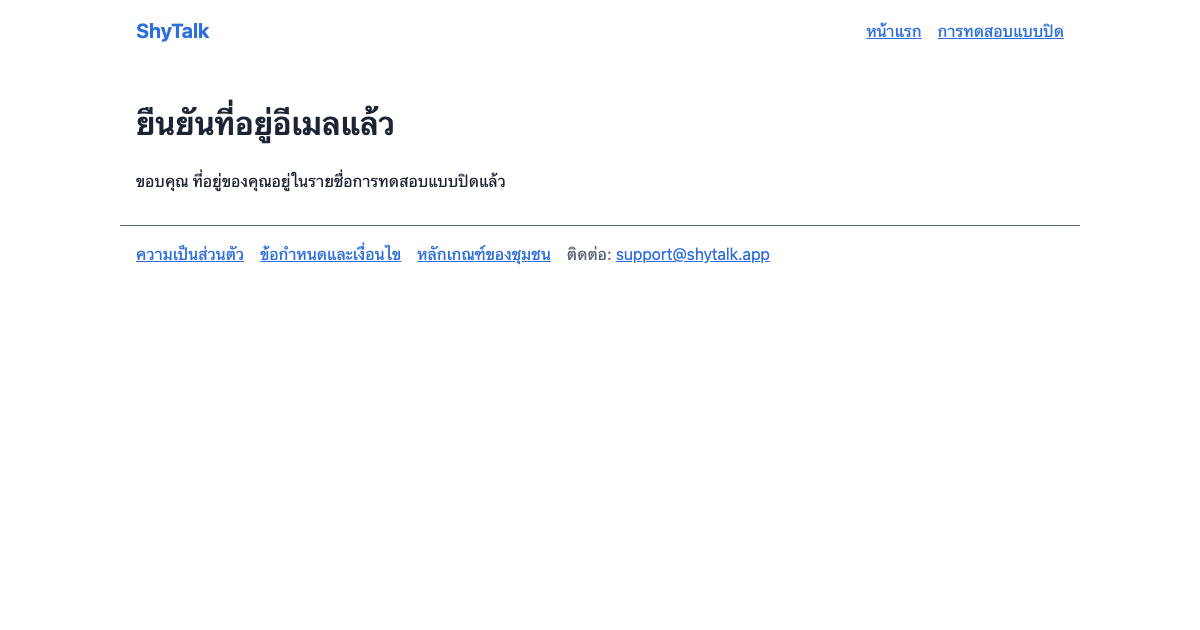 ShyTalk
หน้าแรก การทดสอบแบบปิด
ยืนยันที่อยู่อีเมลแล้ว
ขอบคุณ ที่อยู่ของคุณอยู่ในรายชื่อการทดสอบแบบปิดแล้ว
ความเป็นส่วนตัว ข้อกำหนดและเงื่อนไข หลักเกณฑ์ของชุมชน ติดต่อ: support@shytalk.app